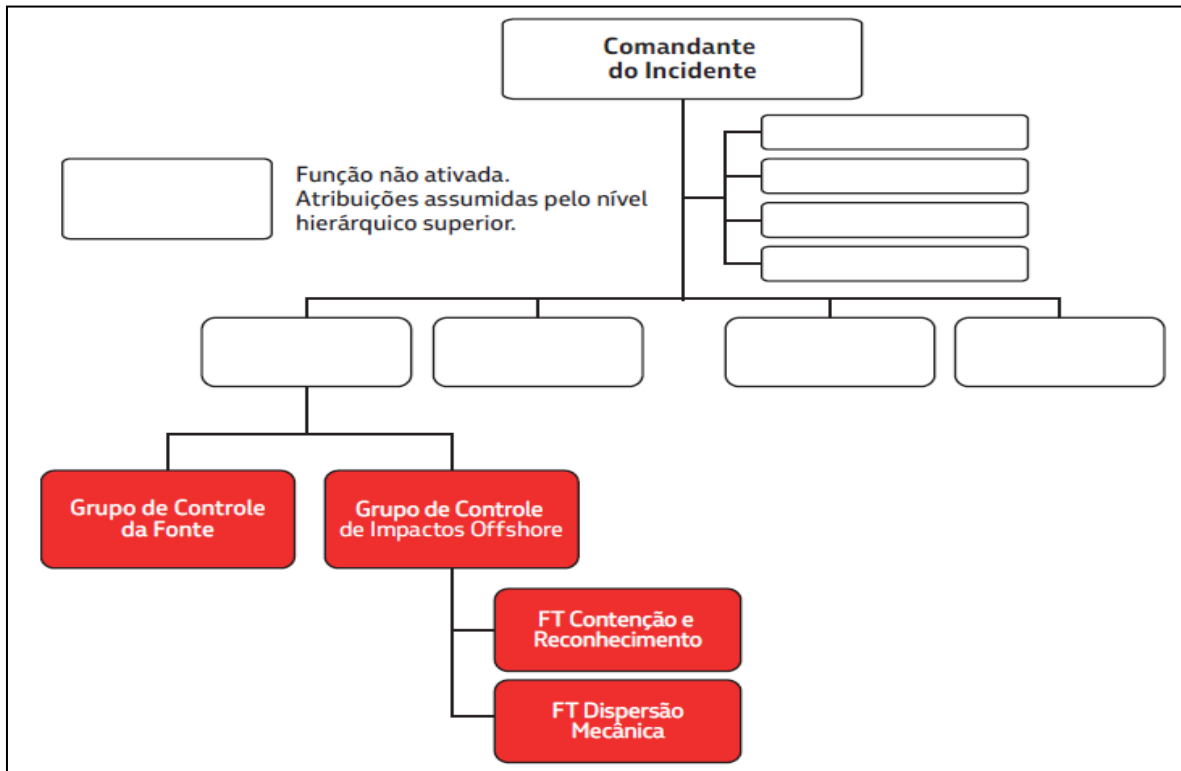 Comandante
do Incidente
Função não ativada.
Atribuições assumidas pelo nível
hierárquico superior.
Grupo de Controle
da Fonte
Grupo de Controle
de Impactos Offshore
FT Contenção e
Reconhecimento
FT Dispersão
Mecânica